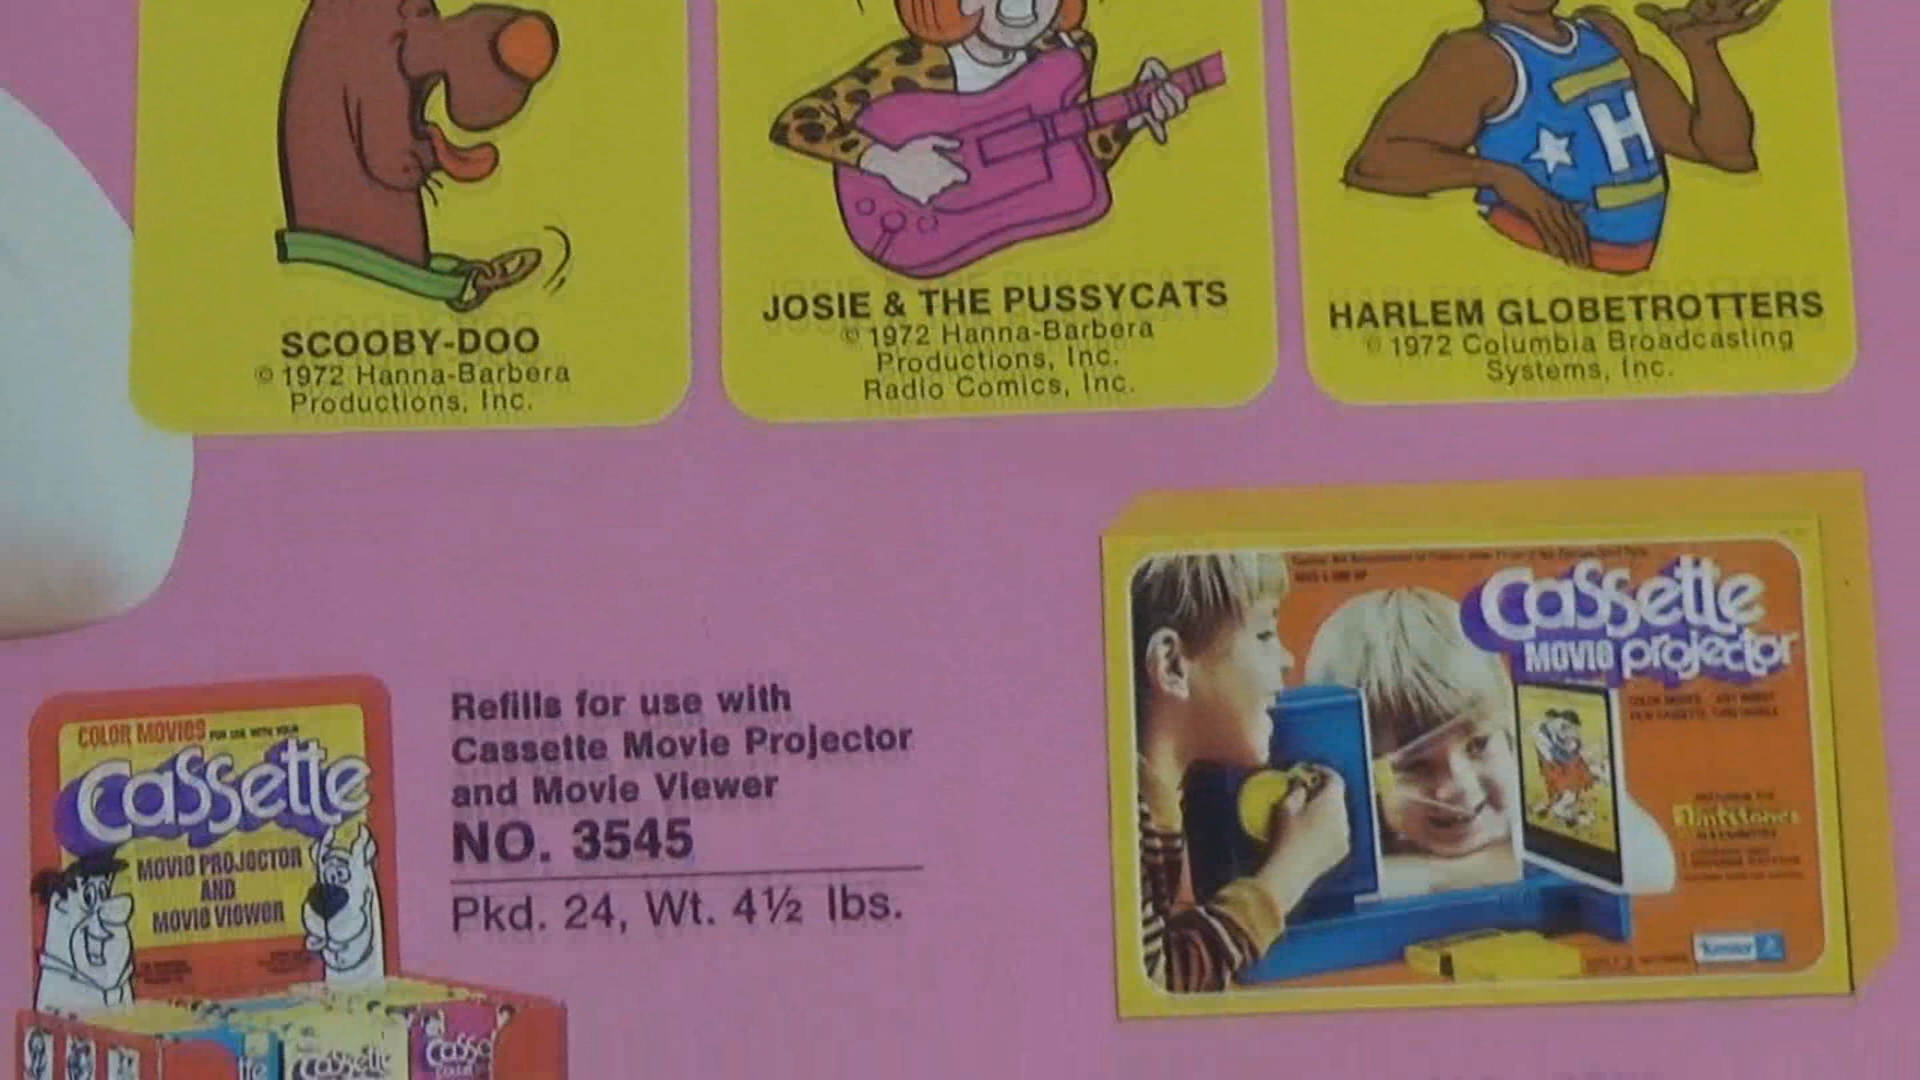 SCOOBY-DOO
© 1972 Hanna-Barbera
Productions, Inc.
JOSIE & THE PUSSYCATS
© 1972 Hanna-Barbera
Productions, Inc.
Radio Comics, Inc.
H
HARLEM GLOBETROTTERS
© 1972 Columbia Broadcasting
Systems, Inc.
COLOR MOVIES FOR USE WITH YOUR
Cassette
MOVIE PROJECTOR
AND
MOVIE VIEWER
Cassette
Refills for use with
Cassette Movie Projector
and Movie Viewer
NO. 3545
Pkd. 24, Wt. 4½ lbs.
Cassette
MOVIE projector
Flintstones
Kenner